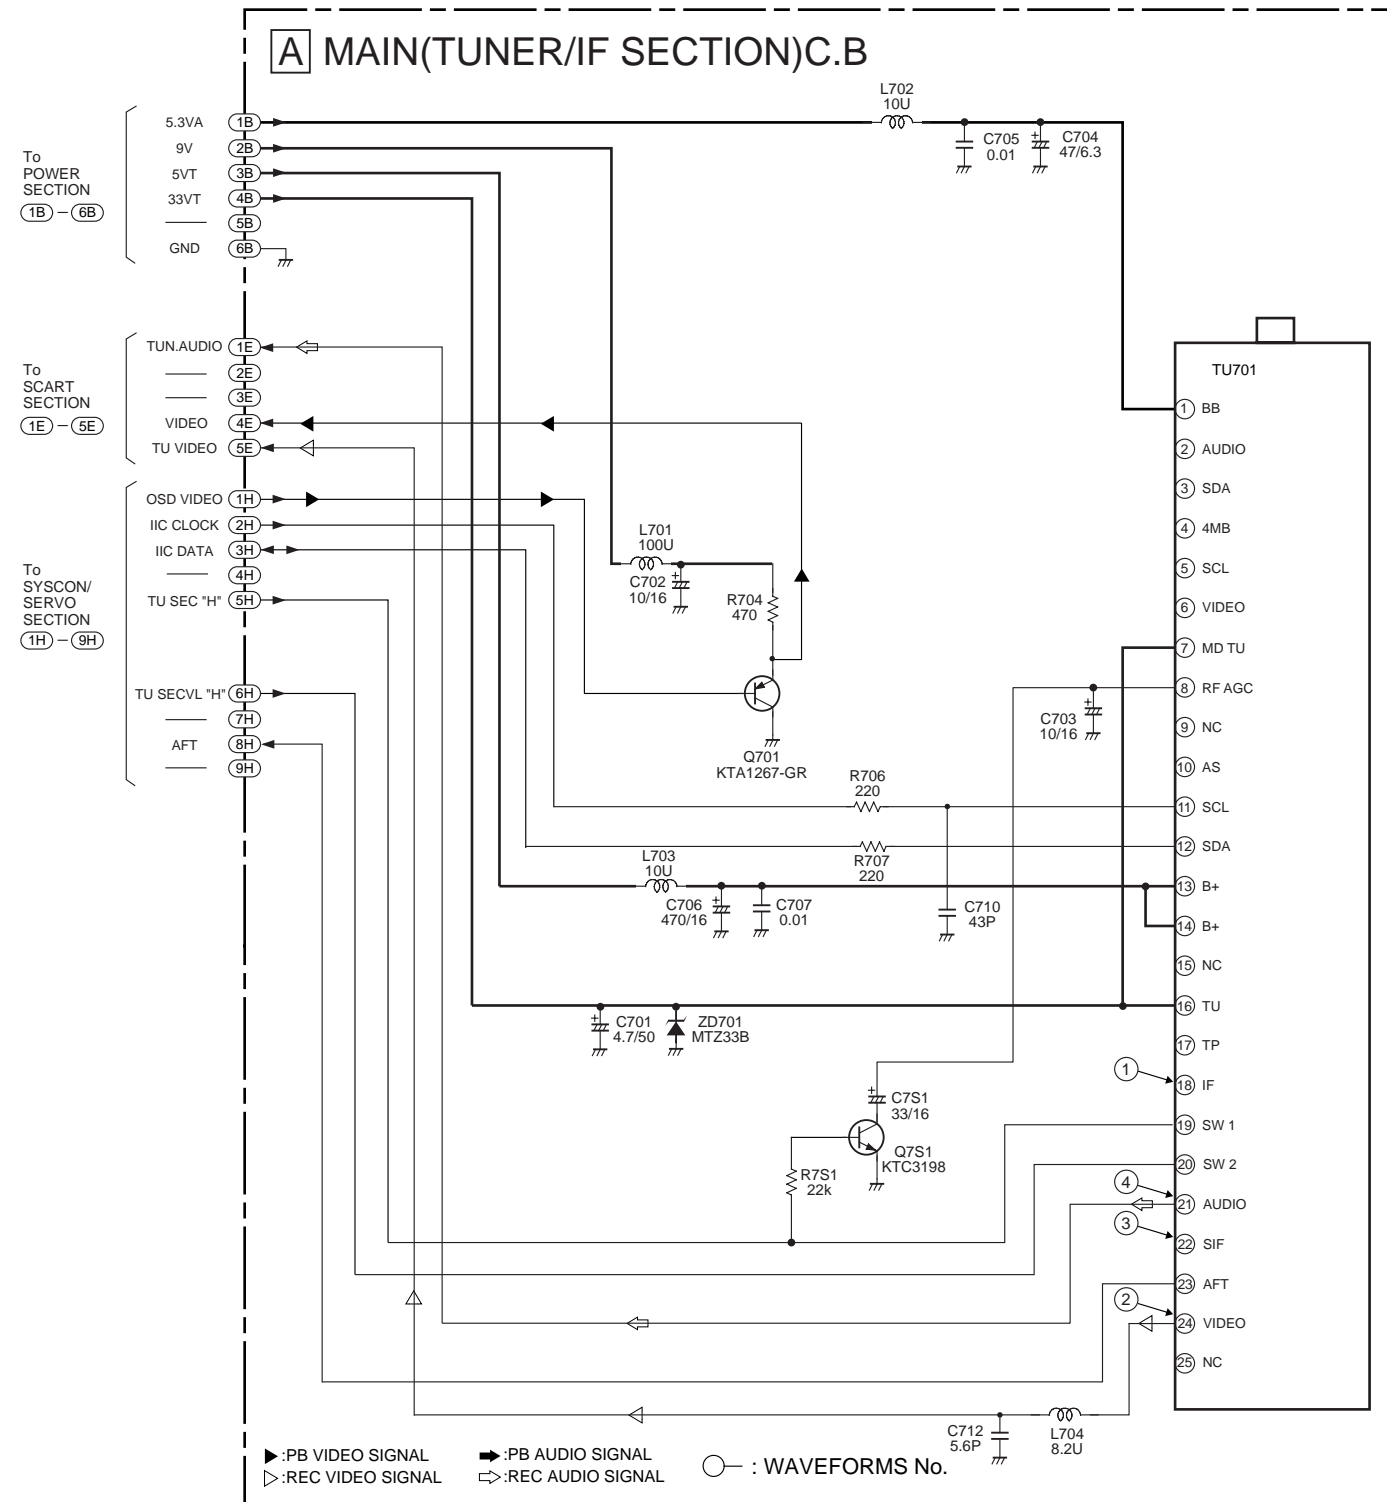 A MAIN(TUNER/IF SECTION)C.B
To
POWER
SECTION
1B – 6B
5.3VA 1B
9V 2B
5VT 3B
33VT 4B
5B
GND 6B
L702
10U
C705
0.01
C704
47/6.3
To
SCART
SECTION
1E – 5E
TUN.AUDIO 1E
2E
3E
VIDEO 4E
TU VIDEO 5E
To
SYSCON/
SERVO
SECTION
1H – 9H
OSD VIDEO 1H
IIC CLOCK 2H
IIC DATA 3H
4H
TU SEC "H" 5H
TU SECVL "H" 6H
7H
AFT 8H
9H
L701
100U
C702
10/16
R704
470
Q701
KTA1267-GR
C703
10/16
R706
220
R707
220
L703
10U
C706
470/16
C707
0.01
C710
43P
C701
4.7/50
ZD701
MTZ33B
C7S1
33/16
Q7S1
KTC3198
R7S1
22k
TU701
1 BB
2 AUDIO
3 SDA
4 4MB
5 SCL
6 VIDEO
7 MD TU
8 RF AGC
9 NC
10 AS
11 SCL
12 SDA
13 B+
14 B+
15 NC
16 TU
17 TP
1
18 IF
19 SW 1
20 SW 2
4
21 AUDIO
3
22 SIF
23 AFT
2
24 VIDEO
25 NC
C712
5.6P
L704
8.2U
:PB VIDEO SIGNAL
:REC VIDEO SIGNAL
:PB AUDIO SIGNAL
:REC AUDIO SIGNAL
: WAVEFORMS No.